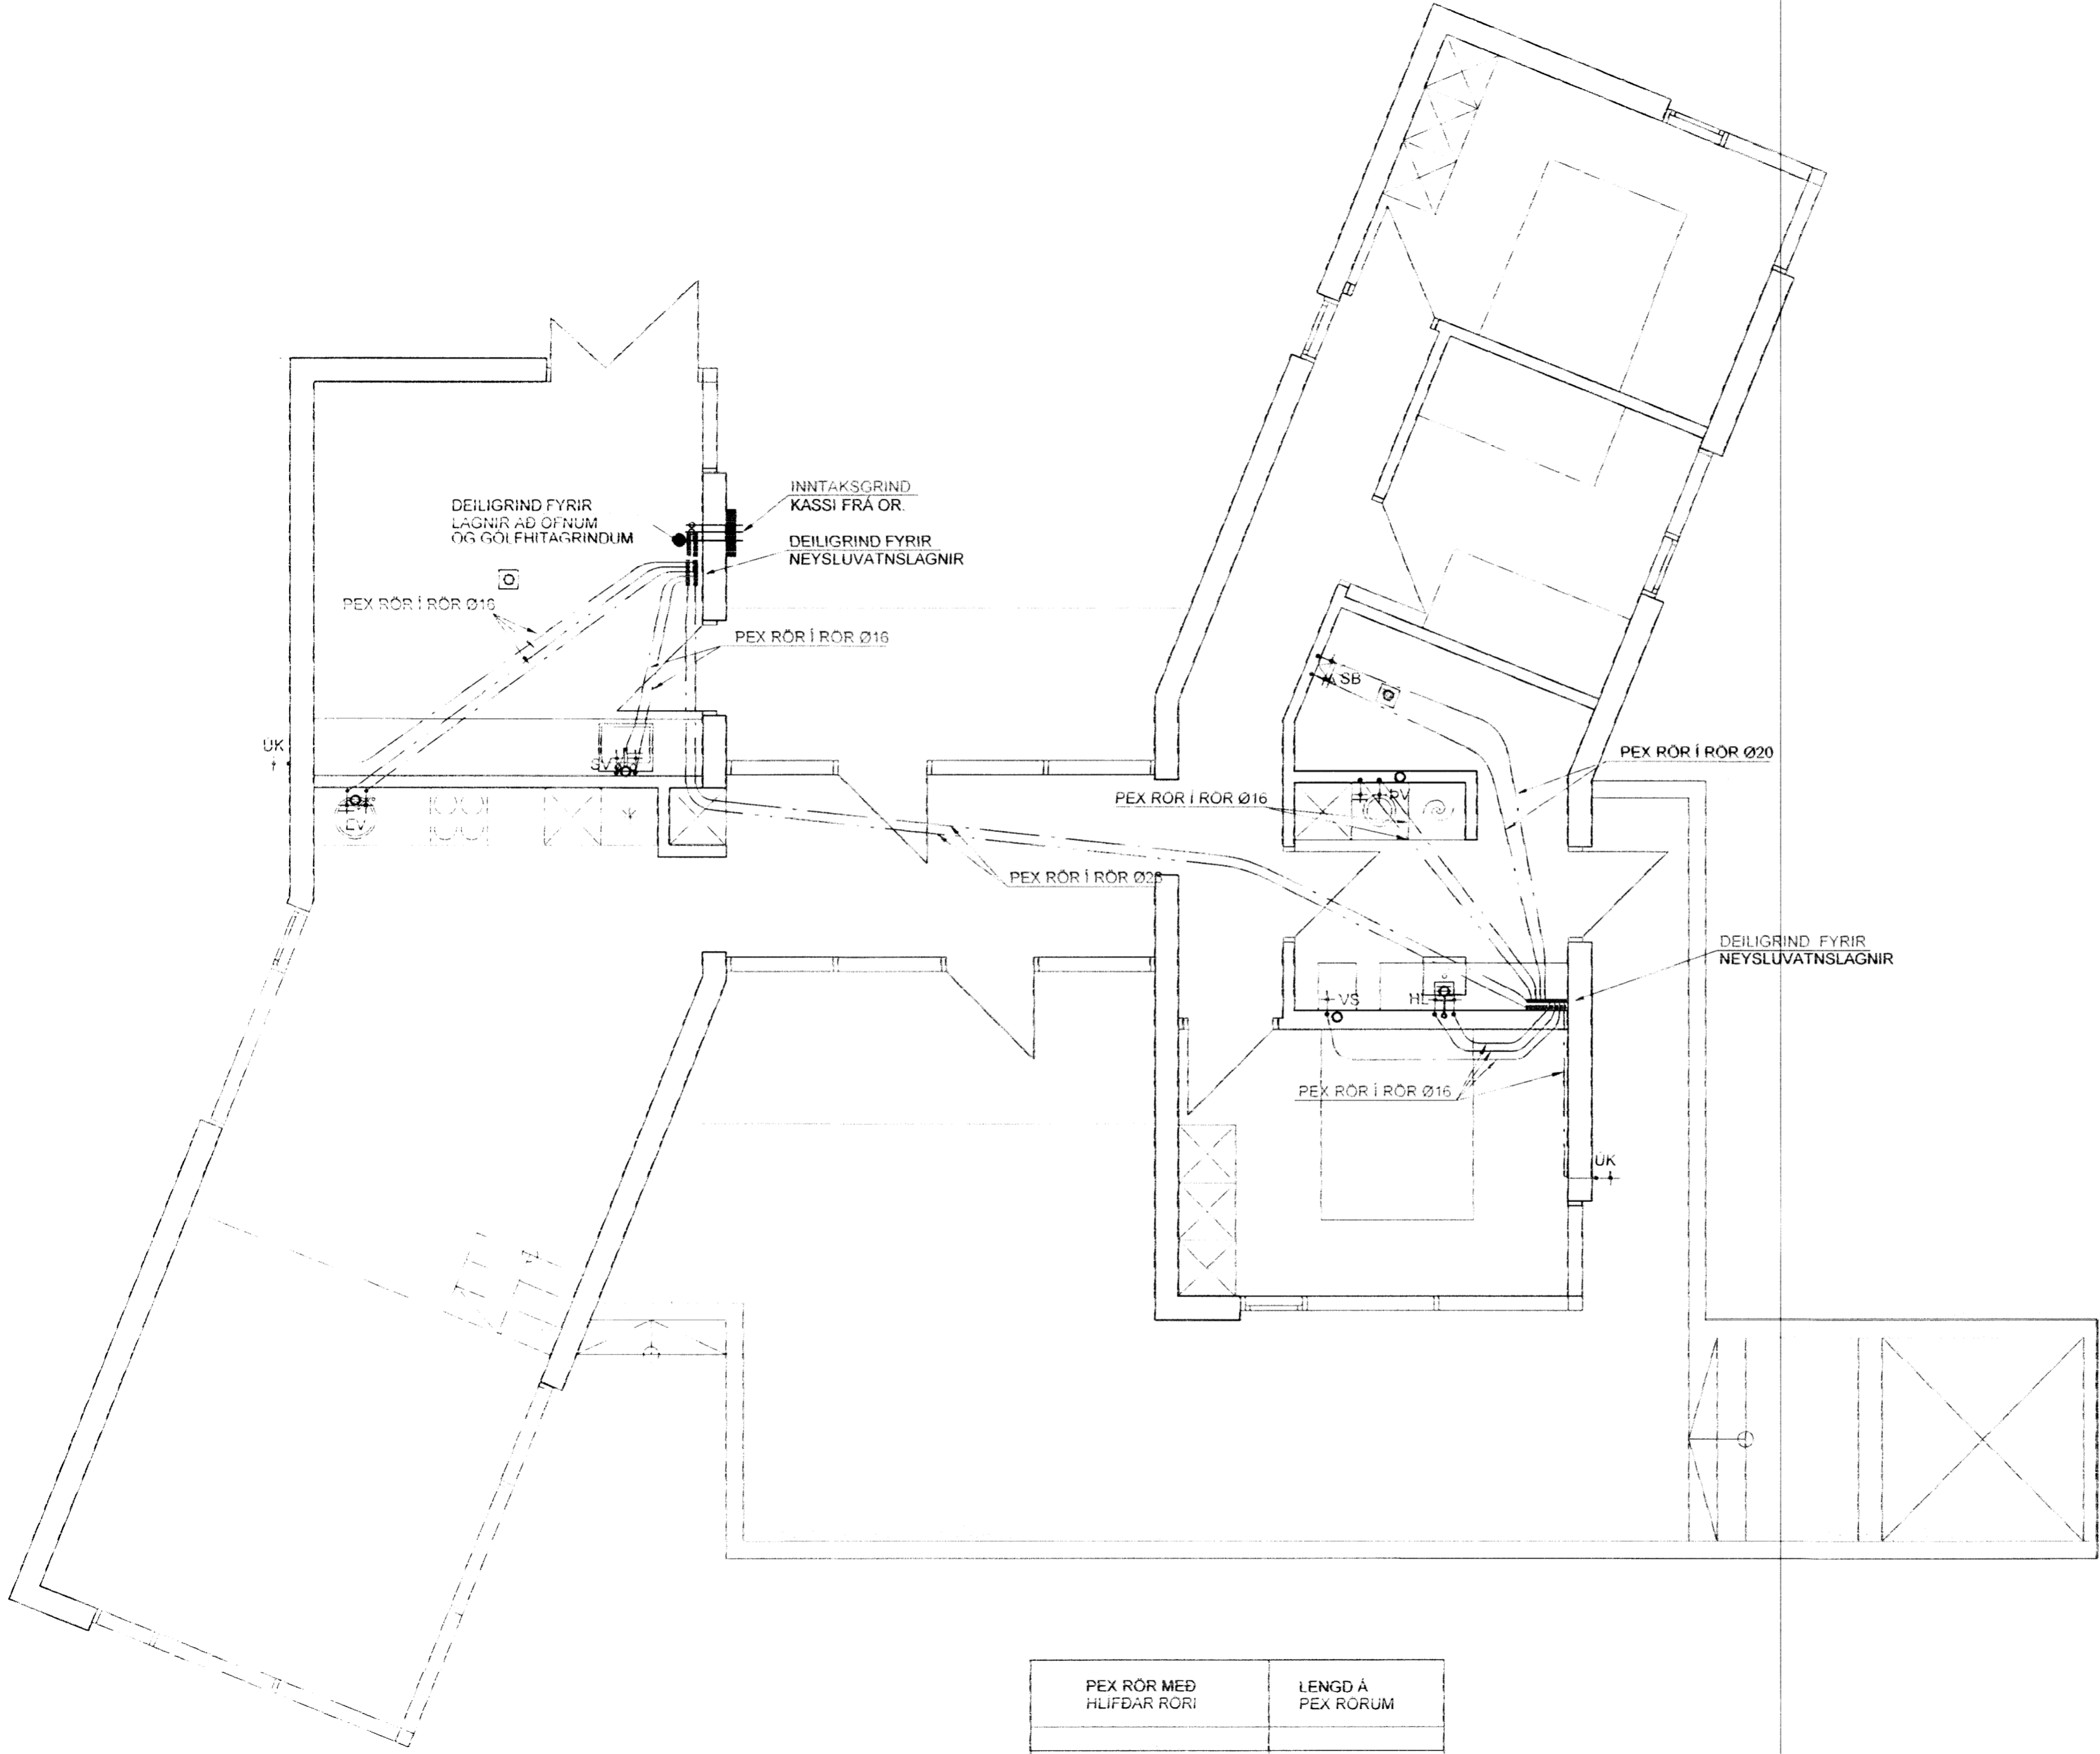 INNTAKSGRIND
KASSI FRÁ OR.
DEILIGRIND FYRIR
LAGNIR AÐ OFNUM
OG GÓLFHITAGRINDUM
DEILIGRIND FYRIR
NEYSLUVATNSLAGNIR
PEX RÖR Í RÖR Ø16
PEX RÖR Í RÖR Ø16
SB
ÚK
SV
PEX RÖR Í RÖR Ø20
PEX RÖR Í RÖR Ø16
EV
PEX RÖR Í RÖR
DEILIGRIND FYRIR
NEYSLUVATNSLAGNIR
VS
HL
PEX RÖR Í RÖR Ø16
ÚK
PEX RÖR MEÐ
HLIFÐAR RÖRI
LENGD Á
PEX RÖRUM